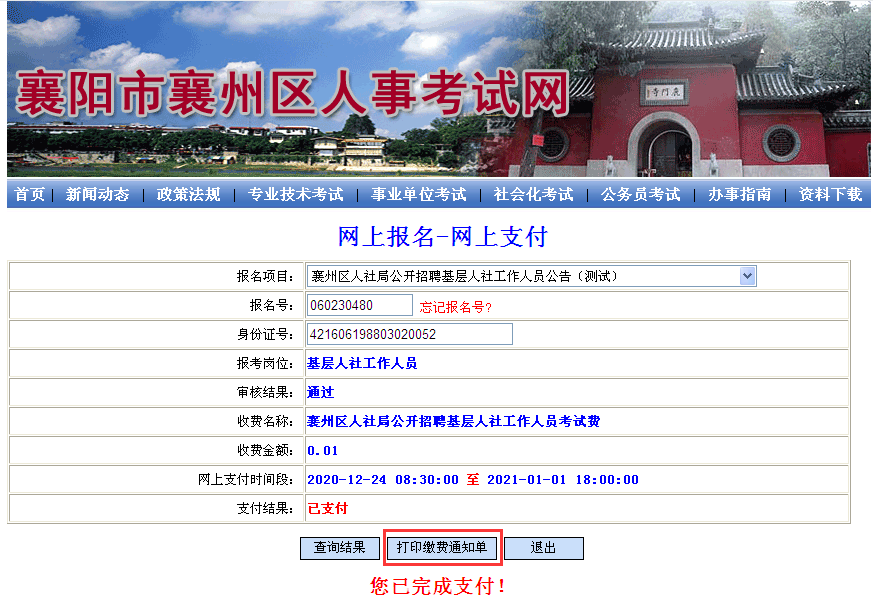 襄阳市襄州区人事考试网
鹿門寺
首页 | 新闻动态 | 政策法规 | 专业技术考试 | 事业单位考试 | 社会化考试 | 公务员考试 | 办事指南 | 资料下载
网上报名-网上支付
报名项目： 襄州区人社局公开招聘基层人社工作人员公告（测试）
报名号： 060230480 忘记报名号?
身份证号： 421606198803020052
报考岗位： 基层人社工作人员
审核结果： 通过
收费名称： 襄州区人社局公开招聘基层人社工作人员考试费
收费金额： 0.01
网上支付时间段： 2020-12-24 08:30:00 至 2021-01-01 18:00:00
支付结果： 已支付
查询结果 打印缴费通知单 退出
您已完成支付！